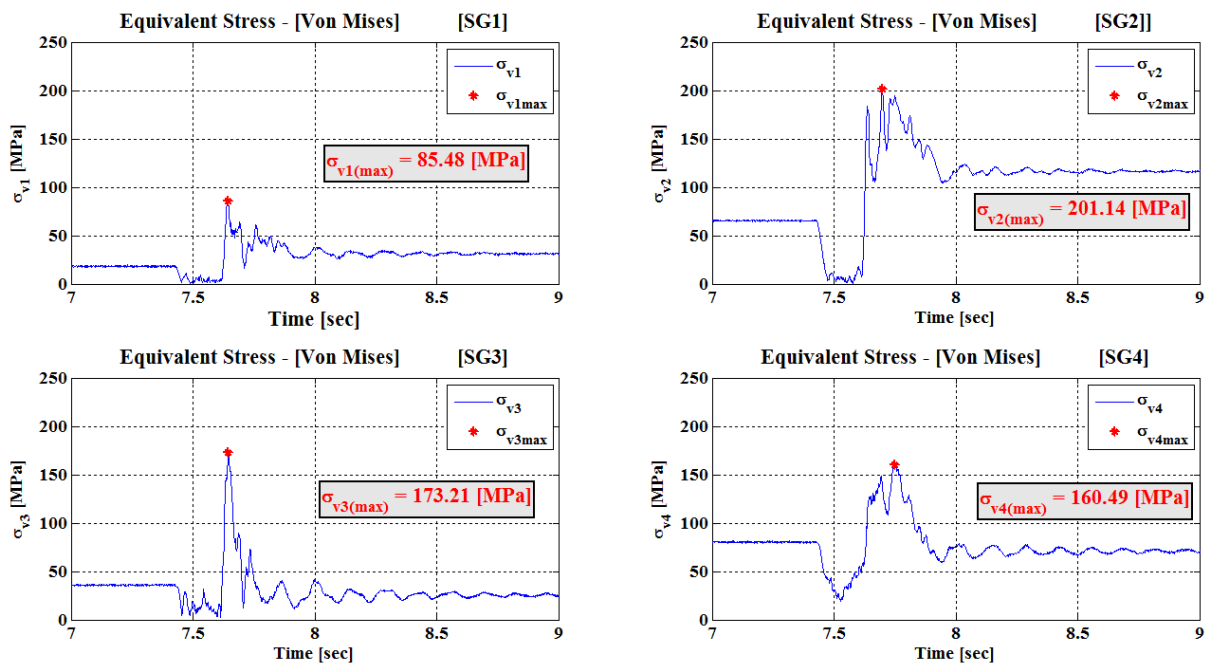 Equivalent Stress - [Von Mises] [SG1]
250
200
150
100
50
0
σv1 [MPa]
σv1
σv1max
σv1(max) = 85.48 [MPa]
7 7.5 8 8.5 9
Time [sec]
Equivalent Stress - [Von Mises] [SG2]]
250
200
150
100
50
0
σv2 [MPa]
σv2
σv2max
σv2(max) = 201.14 [MPa]
7 7.5 8 8.5 9
Time [sec]
Equivalent Stress - [Von Mises] [SG3]
250
200
150
100
50
0
σv3 [MPa]
σv3
σv3max
σv3(max) = 173.21 [MPa]
7 7.5 8 8.5 9
Time [sec]
Equivalent Stress - [Von Mises] [SG4]
250
200
150
100
50
0
σv4 [MPa]
σv4
σv4max
σv4(max) = 160.49 [MPa]
7 7.5 8 8.5 9
Time [sec]